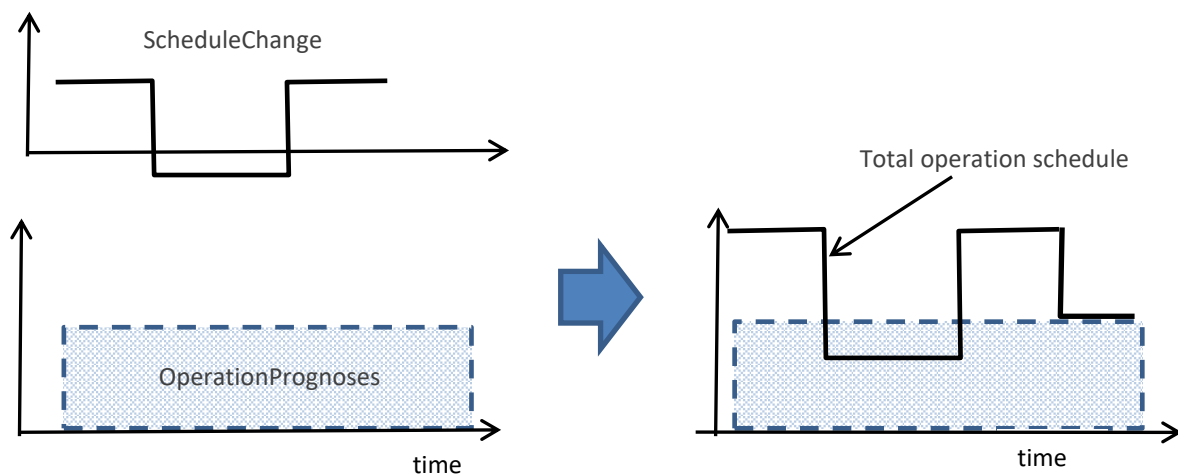 ScheduleChange
Total operation schedule
OperationPrognoses
time
time